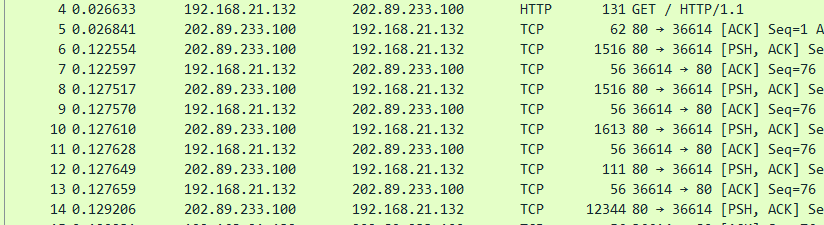 4 0.026633 192.168.21.132 202.89.233.100 HTTP 131 GET / HTTP/1.1
5 0.026841 202.89.233.100 192.168.21.132 TCP 62 80 → 36614 [ACK] Seq=1 A
6 0.122554 202.89.233.100 192.168.21.132 TCP 1516 80 → 36614 [PSH, ACK] Se
7 0.122597 192.168.21.132 202.89.233.100 TCP 56 36614 → 80 [ACK] Seq=76
8 0.127517 202.89.233.100 192.168.21.132 TCP 1516 80 → 36614 [PSH, ACK] Se
9 0.127570 192.168.21.132 202.89.233.100 TCP 56 36614 → 80 [ACK] Seq=76
10 0.127610 202.89.233.100 192.168.21.132 TCP 1613 80 → 36614 [PSH, ACK] Se
11 0.127628 192.168.21.132 202.89.233.100 TCP 56 36614 → 80 [ACK] Seq=76
12 0.127649 202.89.233.100 192.168.21.132 TCP 111 80 → 36614 [PSH, ACK] Se
13 0.127659 192.168.21.132 202.89.233.100 TCP 56 36614 → 80 [ACK] Seq=76
14 0.129206 202.89.233.100 192.168.21.132 TCP 12344 80 → 36614 [PSH, ACK] Se